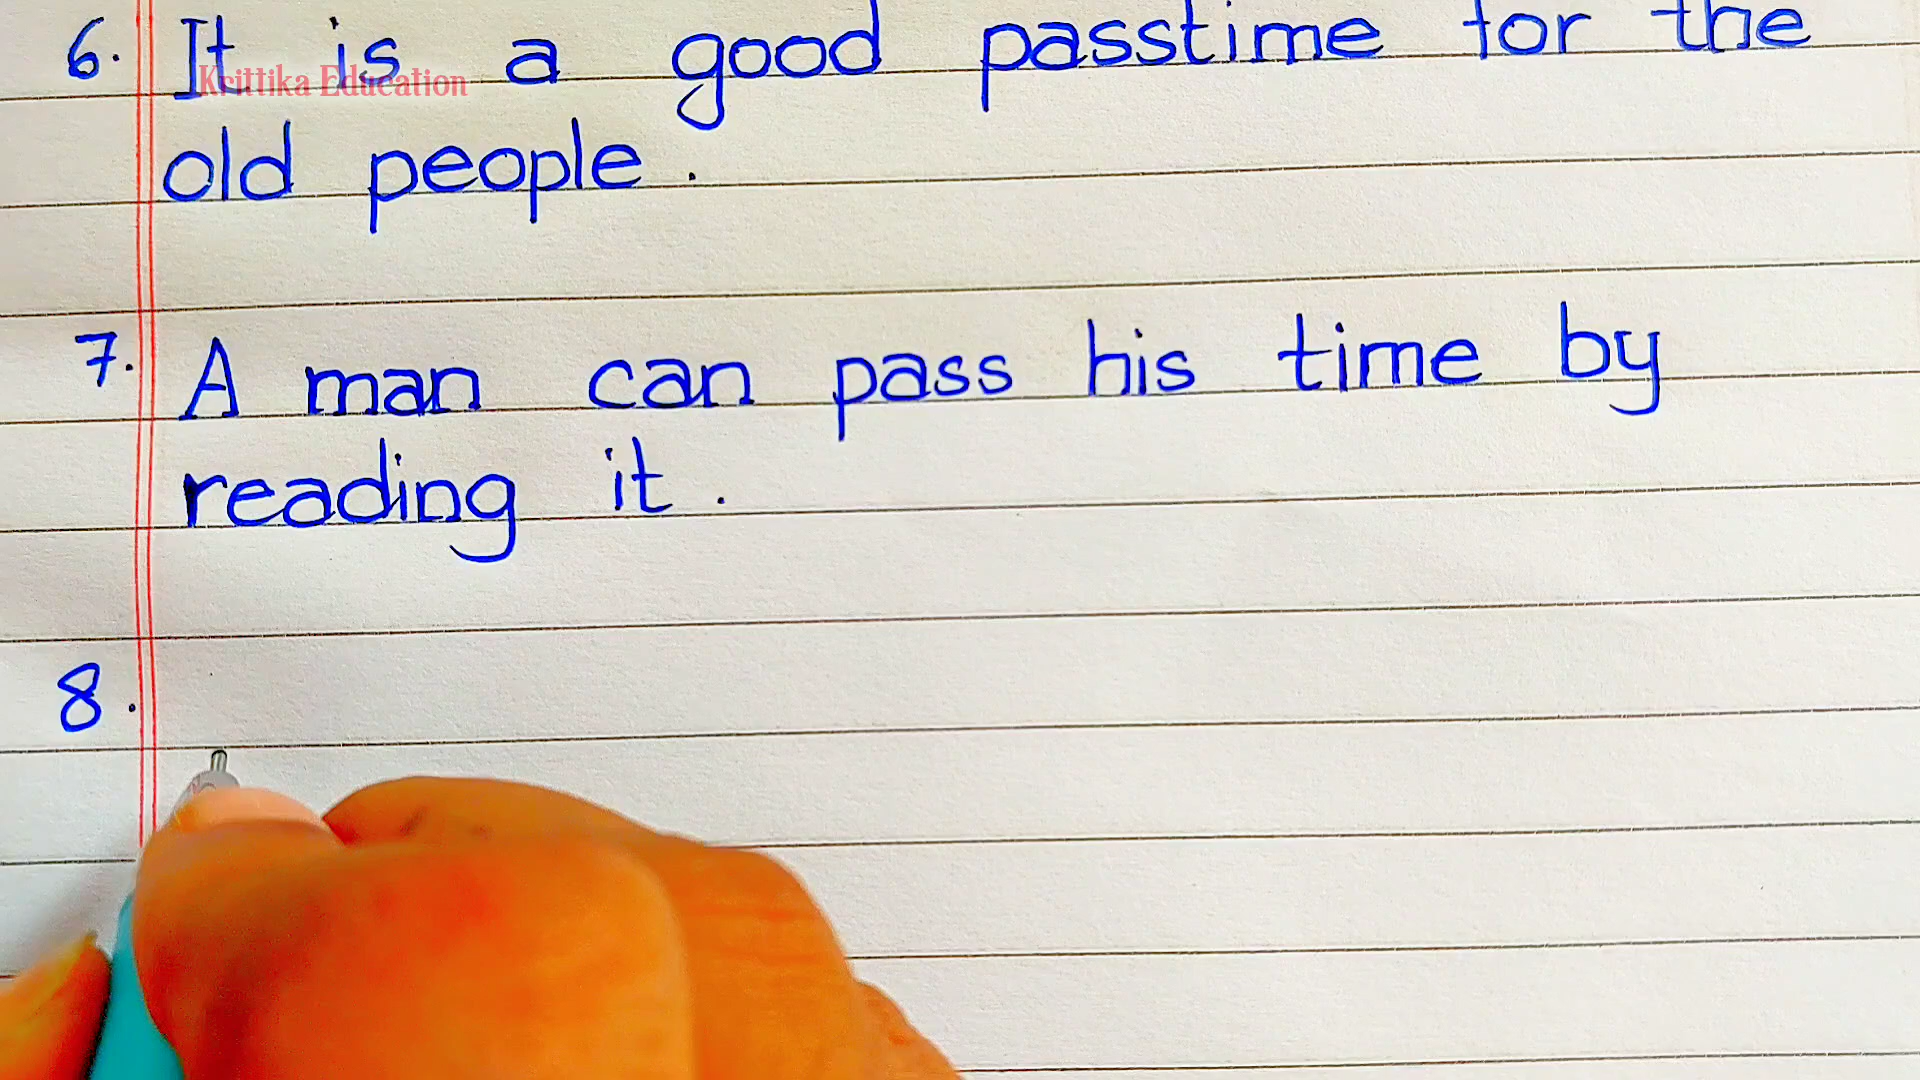 6. It is a good passtime for the
Krittika Education
old people.
7. A man can pass his time by
reading it.
8.